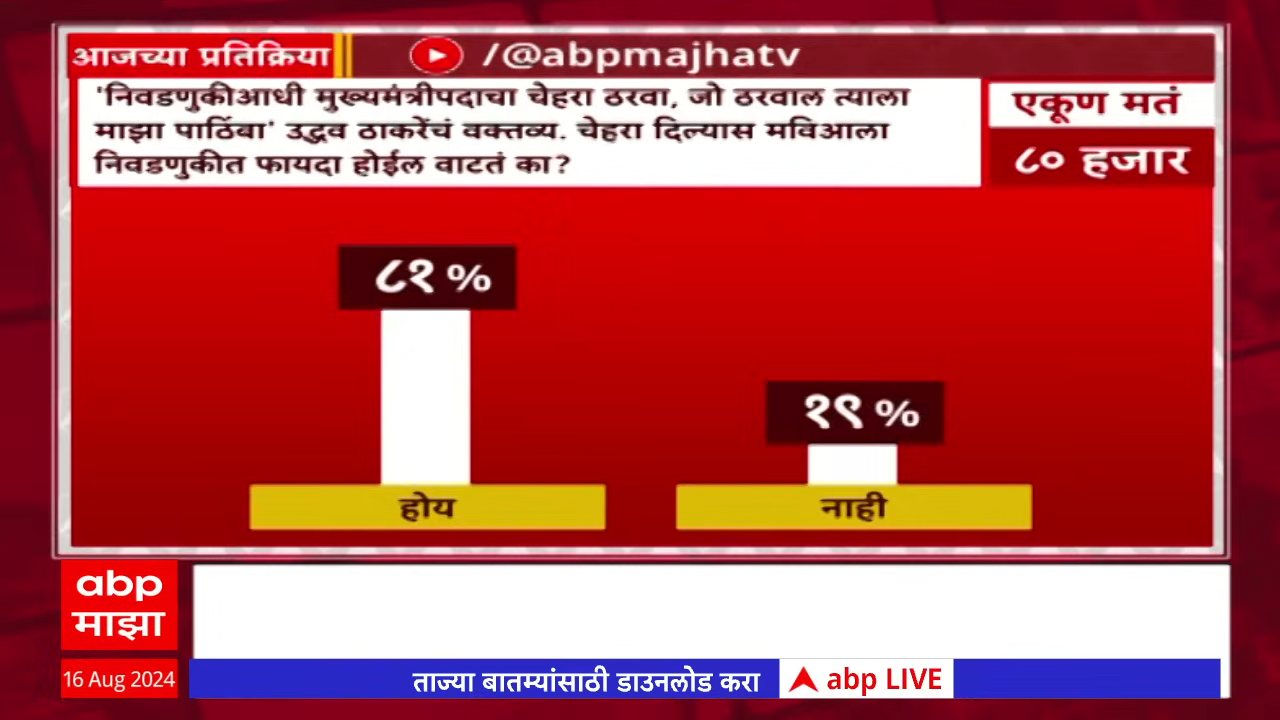 आजच्या प्रतिक्रिया
/@abpmajhatv
'निवडणुकीआधी मुख्यमंत्रीपदाचा चेहरा ठरवा, जो ठरवाल त्याला
माझा पाठिंबा' उद्धव ठाकरेंचं वक्तव्य. चेहरा दिल्यास मविआला
निवडणुकीत फायदा होईल वाटतं का?
एकूण मतं
८० हजार
८१ %
१९ %
होय
नाही
abp
माझा
16 Aug 2024
ताज्या बातम्यांसाठी डाउनलोड करा
abp LIVE